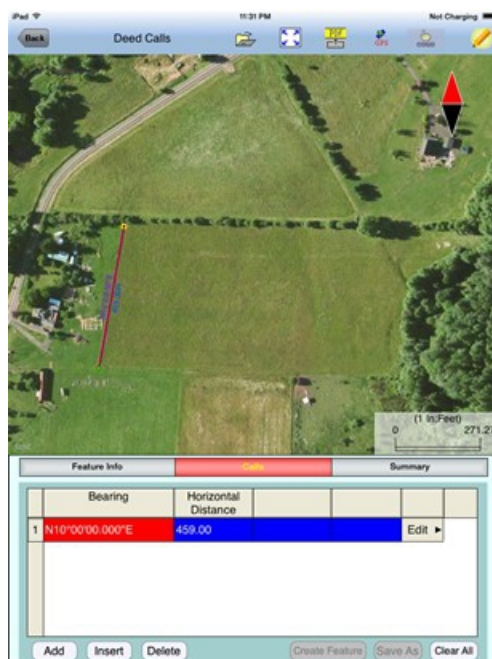 iPad 11:31 PM Not Charging
Back Deed Calls PDF GPS COGO
(1 In:Feet)
0 271.2
Feature Info Calls Summary
Bearing Horizontal Distance
1 N10°00'00.000"E 459.00 Edit
Add Insert Delete Create Feature Save As Clear All